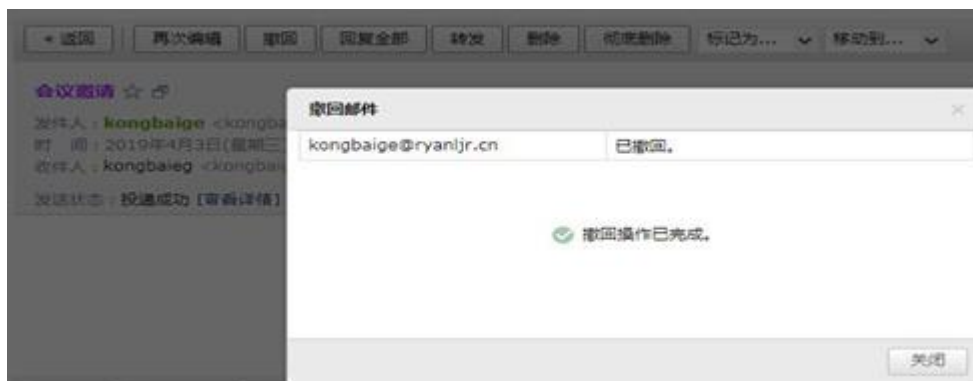 « 返回 再次编辑 撤回 回复全部 转发 删除 彻底删除 标记为... 移动到...
会议邀请
发件人：kongbaige <kongba
时 间：2019年4月3日(星期三
收件人：kongbaieg <kongbai
发送状态：投递成功 [查看详情]
撤回邮件
kongbaige@ryanljr.cn 已撤回。
撤回操作已完成。
关闭